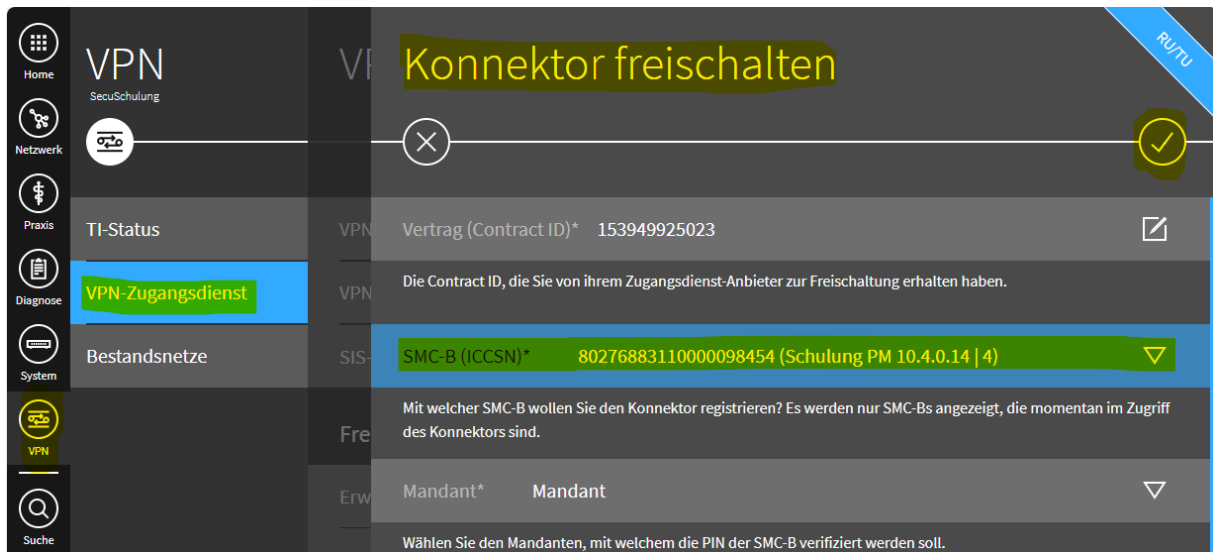 Home
Netzwerk
Praxis
Diagnose
System
VPN
Suche
VPN
SecuSchulung
TI-Status
VPN-Zugangsdienst
Bestandsnetze
VPN
VPN
SIS-
Konnektor freischalten
RU/TU
Vertrag (Contract ID)* 153949925023
Die Contract ID, die Sie von ihrem Zugangsdienst-Anbieter zur Freischaltung erhalten haben.
SMC-B (ICCSN)* 80276883110000098454 (Schulung PM 10.4.0.14 | 4)
Mit welcher SMC-B wollen Sie den Konnektor registrieren? Es werden nur SMC-Bs angezeigt, die momentan im Zugriff
des Konnektors sind.
Mandant* Mandant
Wählen Sie den Mandanten, mit welchem die PIN der SMC-B verifiziert werden soll.